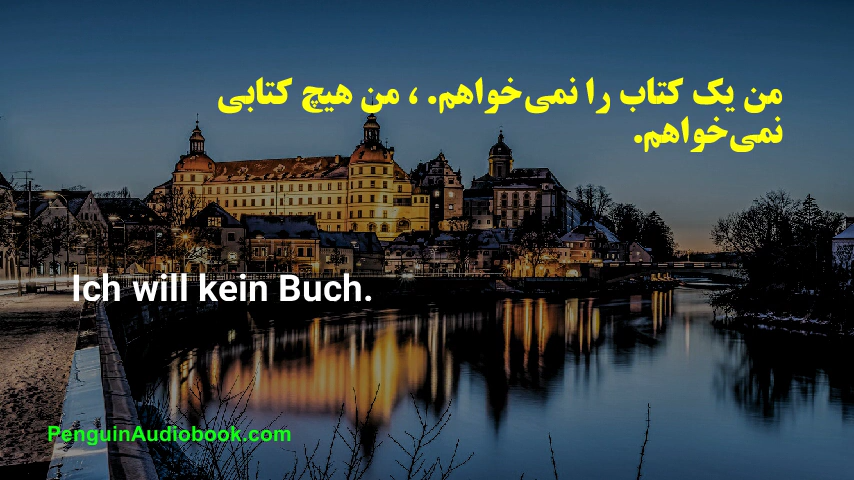 من یک کتاب را نمی‌خواهم. ، من هیچ کتابی
نمی‌خواهم.
Ich will kein Buch.
PenguinAudiobook.com